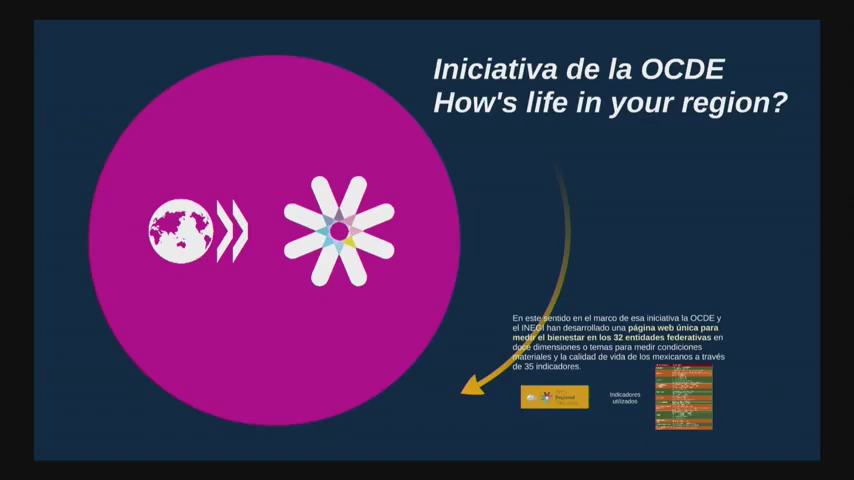 Iniciativa de la OCDE
How's life in your region?
En este sentido en el marco de esa iniciativa la OCDE y
el INEGI han desarrollado una página web única para
medir el bienestar en los 32 entidades federativas en
doce dimensiones o temas para medir condiciones
materiales y la calidad de vida de los mexicanos a través
de 35 indicadores.
Regional
Indicadores
utilizados